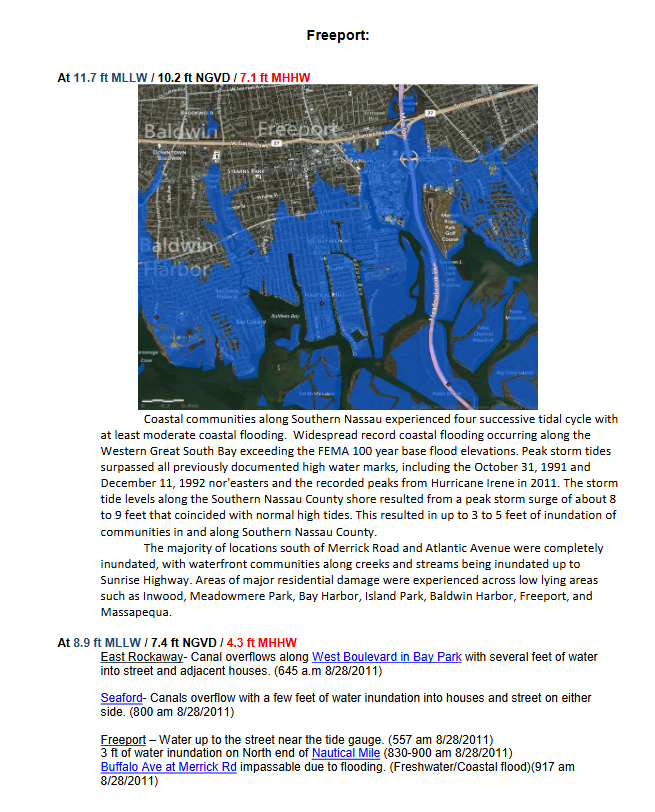 Freeport:
At 11.7 ft MLLW / 10.2 ft NGVD / 7.1 ft MHHW
Baldwin
Freeport
27
27
DOWNTOWN
BALDWIN
STEARNS PARK
Merrick
Road
Park
Golf
Course
Baldwin
Harbor
Baldwin Bay
Coastal communities along Southern Nassau experienced four successive tidal cycle with
at least moderate coastal flooding.  Widespread record coastal flooding occurring along the
Western Great South Bay exceeding the FEMA 100 year base flood elevations. Peak storm tides
surpassed all previously documented high water marks, including the October 31, 1991 and
December 11, 1992 nor'easters and the recorded peaks from Hurricane Irene in 2011. The storm
tide levels along the Southern Nassau County shore resulted from a peak storm surge of about 8
to 9 feet that coincided with normal high tides. This resulted in up to 3 to 5 feet of inundation of
communities in and along Southern Nassau County.
The majority of locations south of Merrick Road and Atlantic Avenue were completely
inundated, with waterfront communities along creeks and streams being inundated up to
Sunrise Highway. Areas of major residential damage were experienced across low lying areas
such as Inwood, Meadowmere Park, Bay Harbor, Island Park, Baldwin Harbor, Freeport, and
Massapequa.
At 8.9 ft MLLW / 7.4 ft NGVD / 4.3 ft MHHW
East Rockaway- Canal overflows along West Boulevard in Bay Park with several feet of water
into street and adjacent houses. (645 a.m 8/28/2011)
Seaford- Canals overflow with a few feet of water inundation into houses and street on either
side. (800 am 8/28/2011)
Freeport – Water up to the street near the tide gauge. (557 am 8/28/2011)
3 ft of water inundation on North end of Nautical Mile (830-900 am 8/28/2011)
Buffalo Ave at Merrick Rd impassable due to flooding. (Freshwater/Coastal flood)(917 am
8/28/2011)